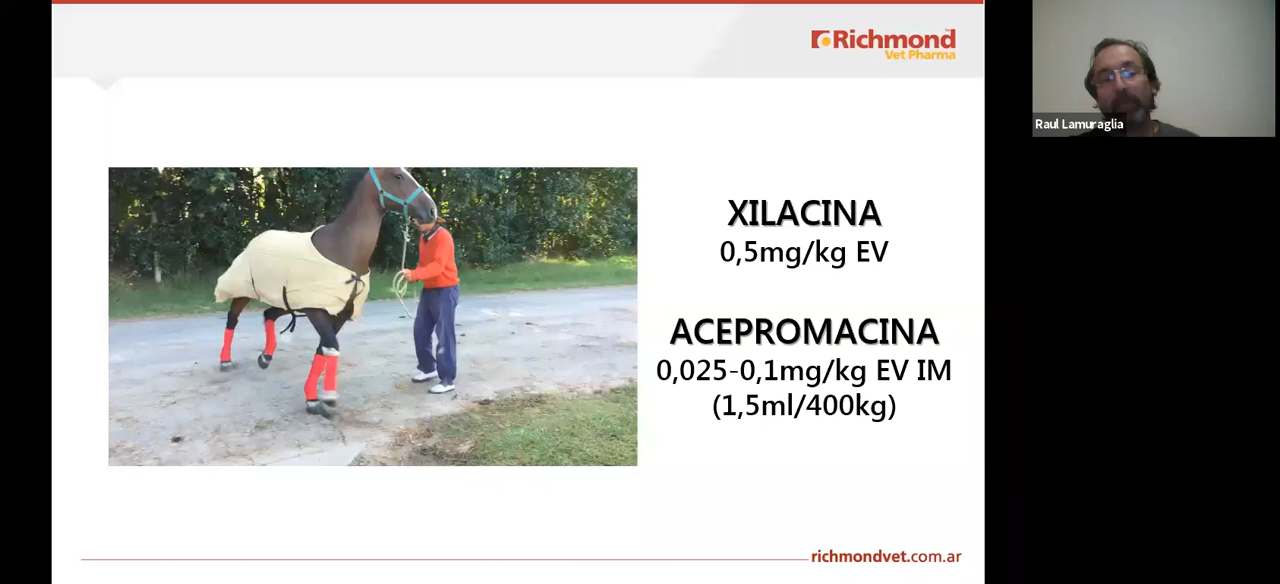 Richmond
Vet Pharma
Raul Lamuraglia
XILACINA
0,5mg/kg EV
ACEPROMACINA
0,025-0,1mg/kg EV IM
(1,5ml/400kg)
richmondvet.com.ar